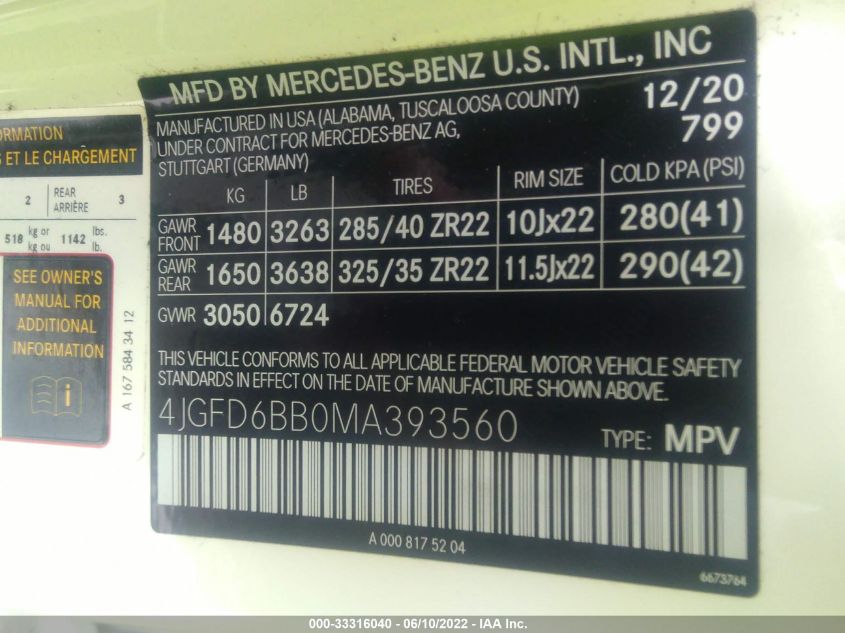 ORMATION
S ET LE CHARGEMENT
2 REAR ARRIÈRE 3
518 kg or kg ou 1142 lbs. lb.
SEE OWNER'S
MANUAL FOR
ADDITIONAL
INFORMATION
A 167 584 34 12
MFD BY MERCEDES-BENZ U.S. INTL., INC
MANUFACTURED IN USA (ALABAMA, TUSCALOOSA COUNTY) 12/20
UNDER CONTRACT FOR MERCEDES-BENZ AG, 799
STUTTGART (GERMANY)
KG LB TIRES RIM SIZE COLD KPA (PSI)
GAWR FRONT 1480 3263 285/40 ZR22 10Jx22 280(41)
GAWR REAR 1650 3638 325/35 ZR22 11.5Jx22 290(42)
GVWR 3050 6724
THIS VEHICLE CONFORMS TO ALL APPLICABLE FEDERAL MOTOR VEHICLE SAFETY
STANDARDS IN EFFECT ON THE DATE OF MANUFACTURE SHOWN ABOVE.
4JGFD6BB0MA393560 TYPE: MPV
A 000 817 52 04
6673764
000-33316040 - 06/10/2022 - IAA Inc.